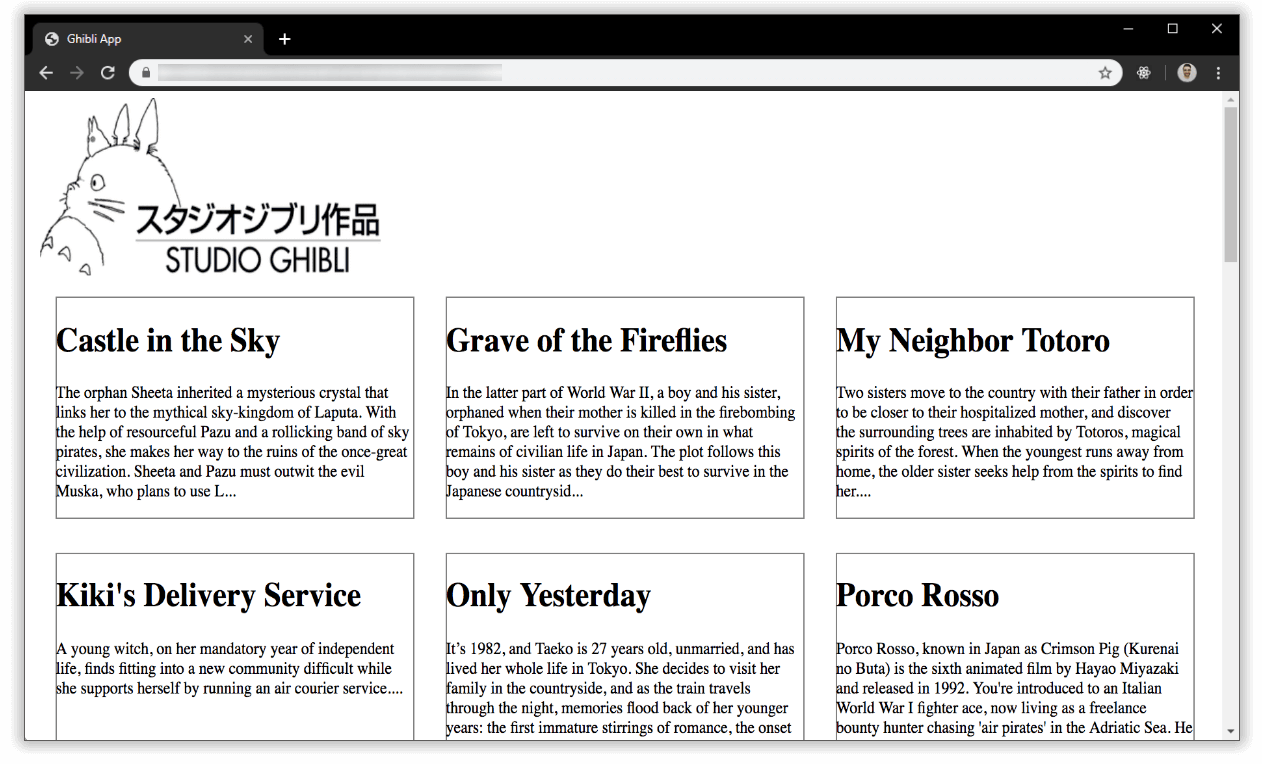 Ghibli App
スタジオジブリ作品
STUDIO GHIBLI
Castle in the Sky
The orphan Sheeta inherited a mysterious crystal that
links her to the mythical sky-kingdom of Laputa. With
the help of resourceful Pazu and a rollicking band of sky
pirates, she makes her way to the ruins of the once-great
civilization. Sheeta and Pazu must outwit the evil
Muska, who plans to use L...
Grave of the Fireflies
In the latter part of World War II, a boy and his sister,
orphaned when their mother is killed in the firebombing
of Tokyo, are left to survive on their own in what
remains of civilian life in Japan. The plot follows this
boy and his sister as they do their best to survive in the
Japanese countrysid...
My Neighbor Totoro
Two sisters move to the country with their father in order
to be closer to their hospitalized mother, and discover
the surrounding trees are inhabited by Totoros, magical
spirits of the forest. When the youngest runs away from
home, the older sister seeks help from the spirits to find
her....
Kiki's Delivery Service
A young witch, on her mandatory year of independent
life, finds fitting into a new community difficult while
she supports herself by running an air courier service....
Only Yesterday
It’s 1982, and Taeko is 27 years old, unmarried, and has
lived her whole life in Tokyo. She decides to visit her
family in the countryside, and as the train travels
through the night, memories flood back of her younger
years: the first immature stirrings of romance, the onset
Porco Rosso
Porco Rosso, known in Japan as Crimson Pig (Kurenai
no Buta) is the sixth animated film by Hayao Miyazaki
and released in 1992. You're introduced to an Italian
World War I fighter ace, now living as a freelance
bounty hunter chasing 'air pirates' in the Adriatic Sea. He